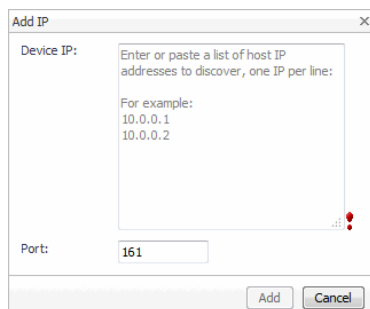 Add IP
Device IP:
Enter or paste a list of host IP
addresses to discover, one IP per line:
For example:
10.0.0.1
10.0.0.2
Port:
161
Add
Cancel